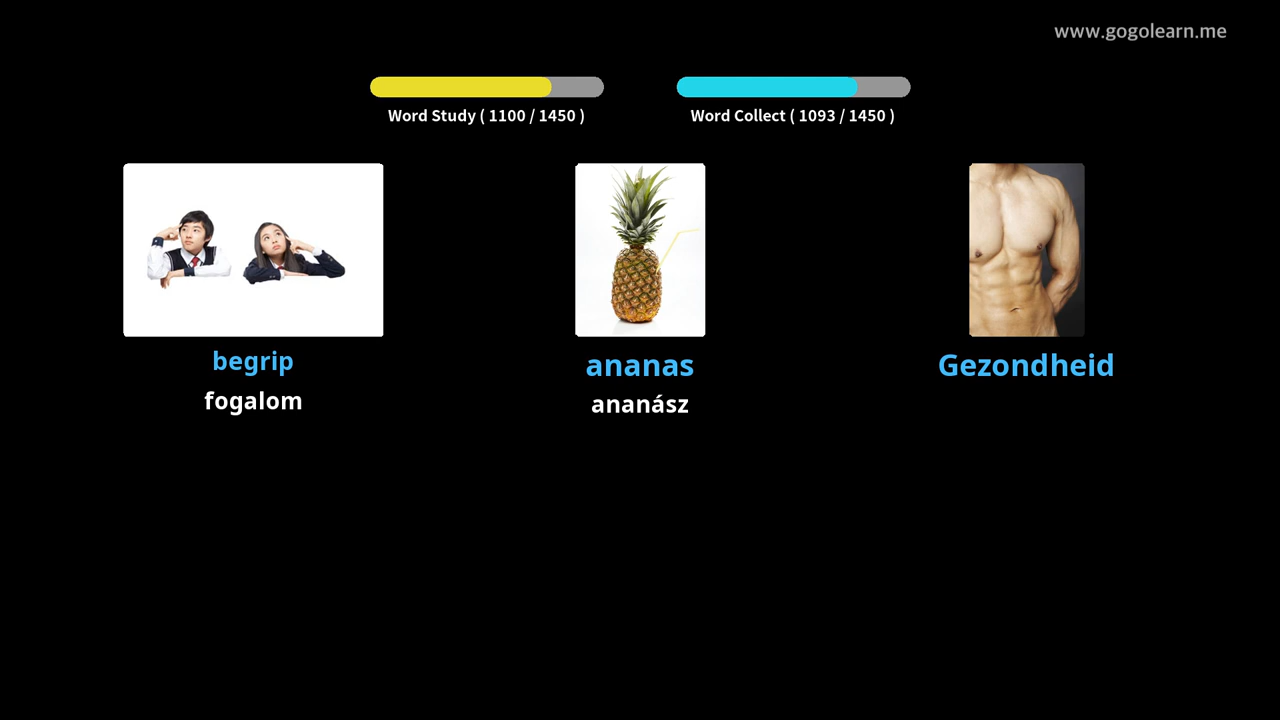 www.gogolearn.me
Word Study ( 1100 / 1450 )
Word Collect ( 1093 / 1450 )
begrip
fogalom
ananas
ananász
Gezondheid